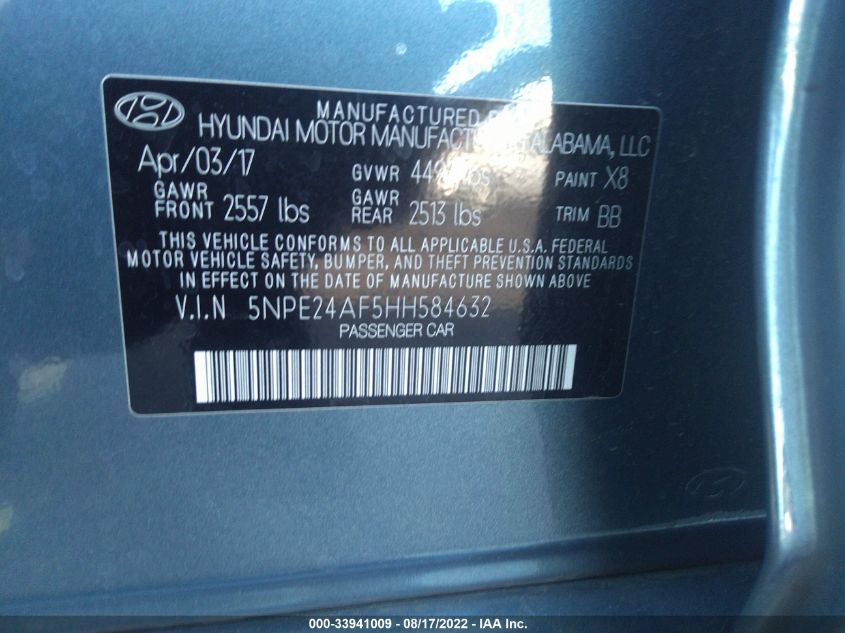 MANUFACTURED
HYUNDAI MOTOR ALABAMA, LLC
Apr/03/17 GVWR PAINT X8
GAWR FRONT 2557 lbs GAWR REAR 2513 lbs TRIM BB
THIS VEHICLE CONFORMS TO ALL APPLICABLE U.S.A. FEDERAL
MOTOR VEHICLE SAFETY, BUMPER, AND THEFT PREVENTION STANDARDS
IN EFFECT ON THE DATE OF MANUFACTURE SHOWN ABOVE
V.I.N 5NPE24AF5HH584632
PASSENGER CAR
000-33941009 - 08/17/2022 - IAA Inc.